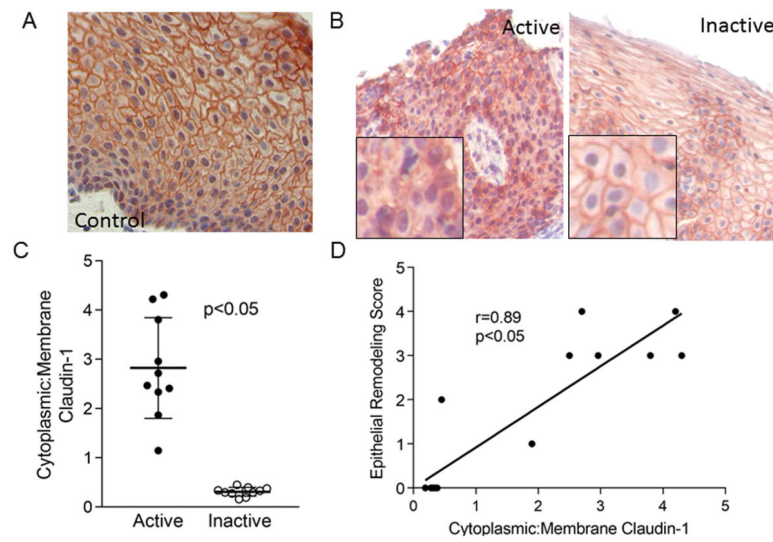 A
Control
B
Active
Inactive
C
5
4
3
2
1
0
Cytoplasmic:Membrane
Claudin-1
p<0.05
Active
Inactive
D
5
4
3
2
1
0
Epithelial Remodeling Score
r=0.89
p<0.05
0 1 2 3 4 5
Cytoplasmic:Membrane Claudin-1